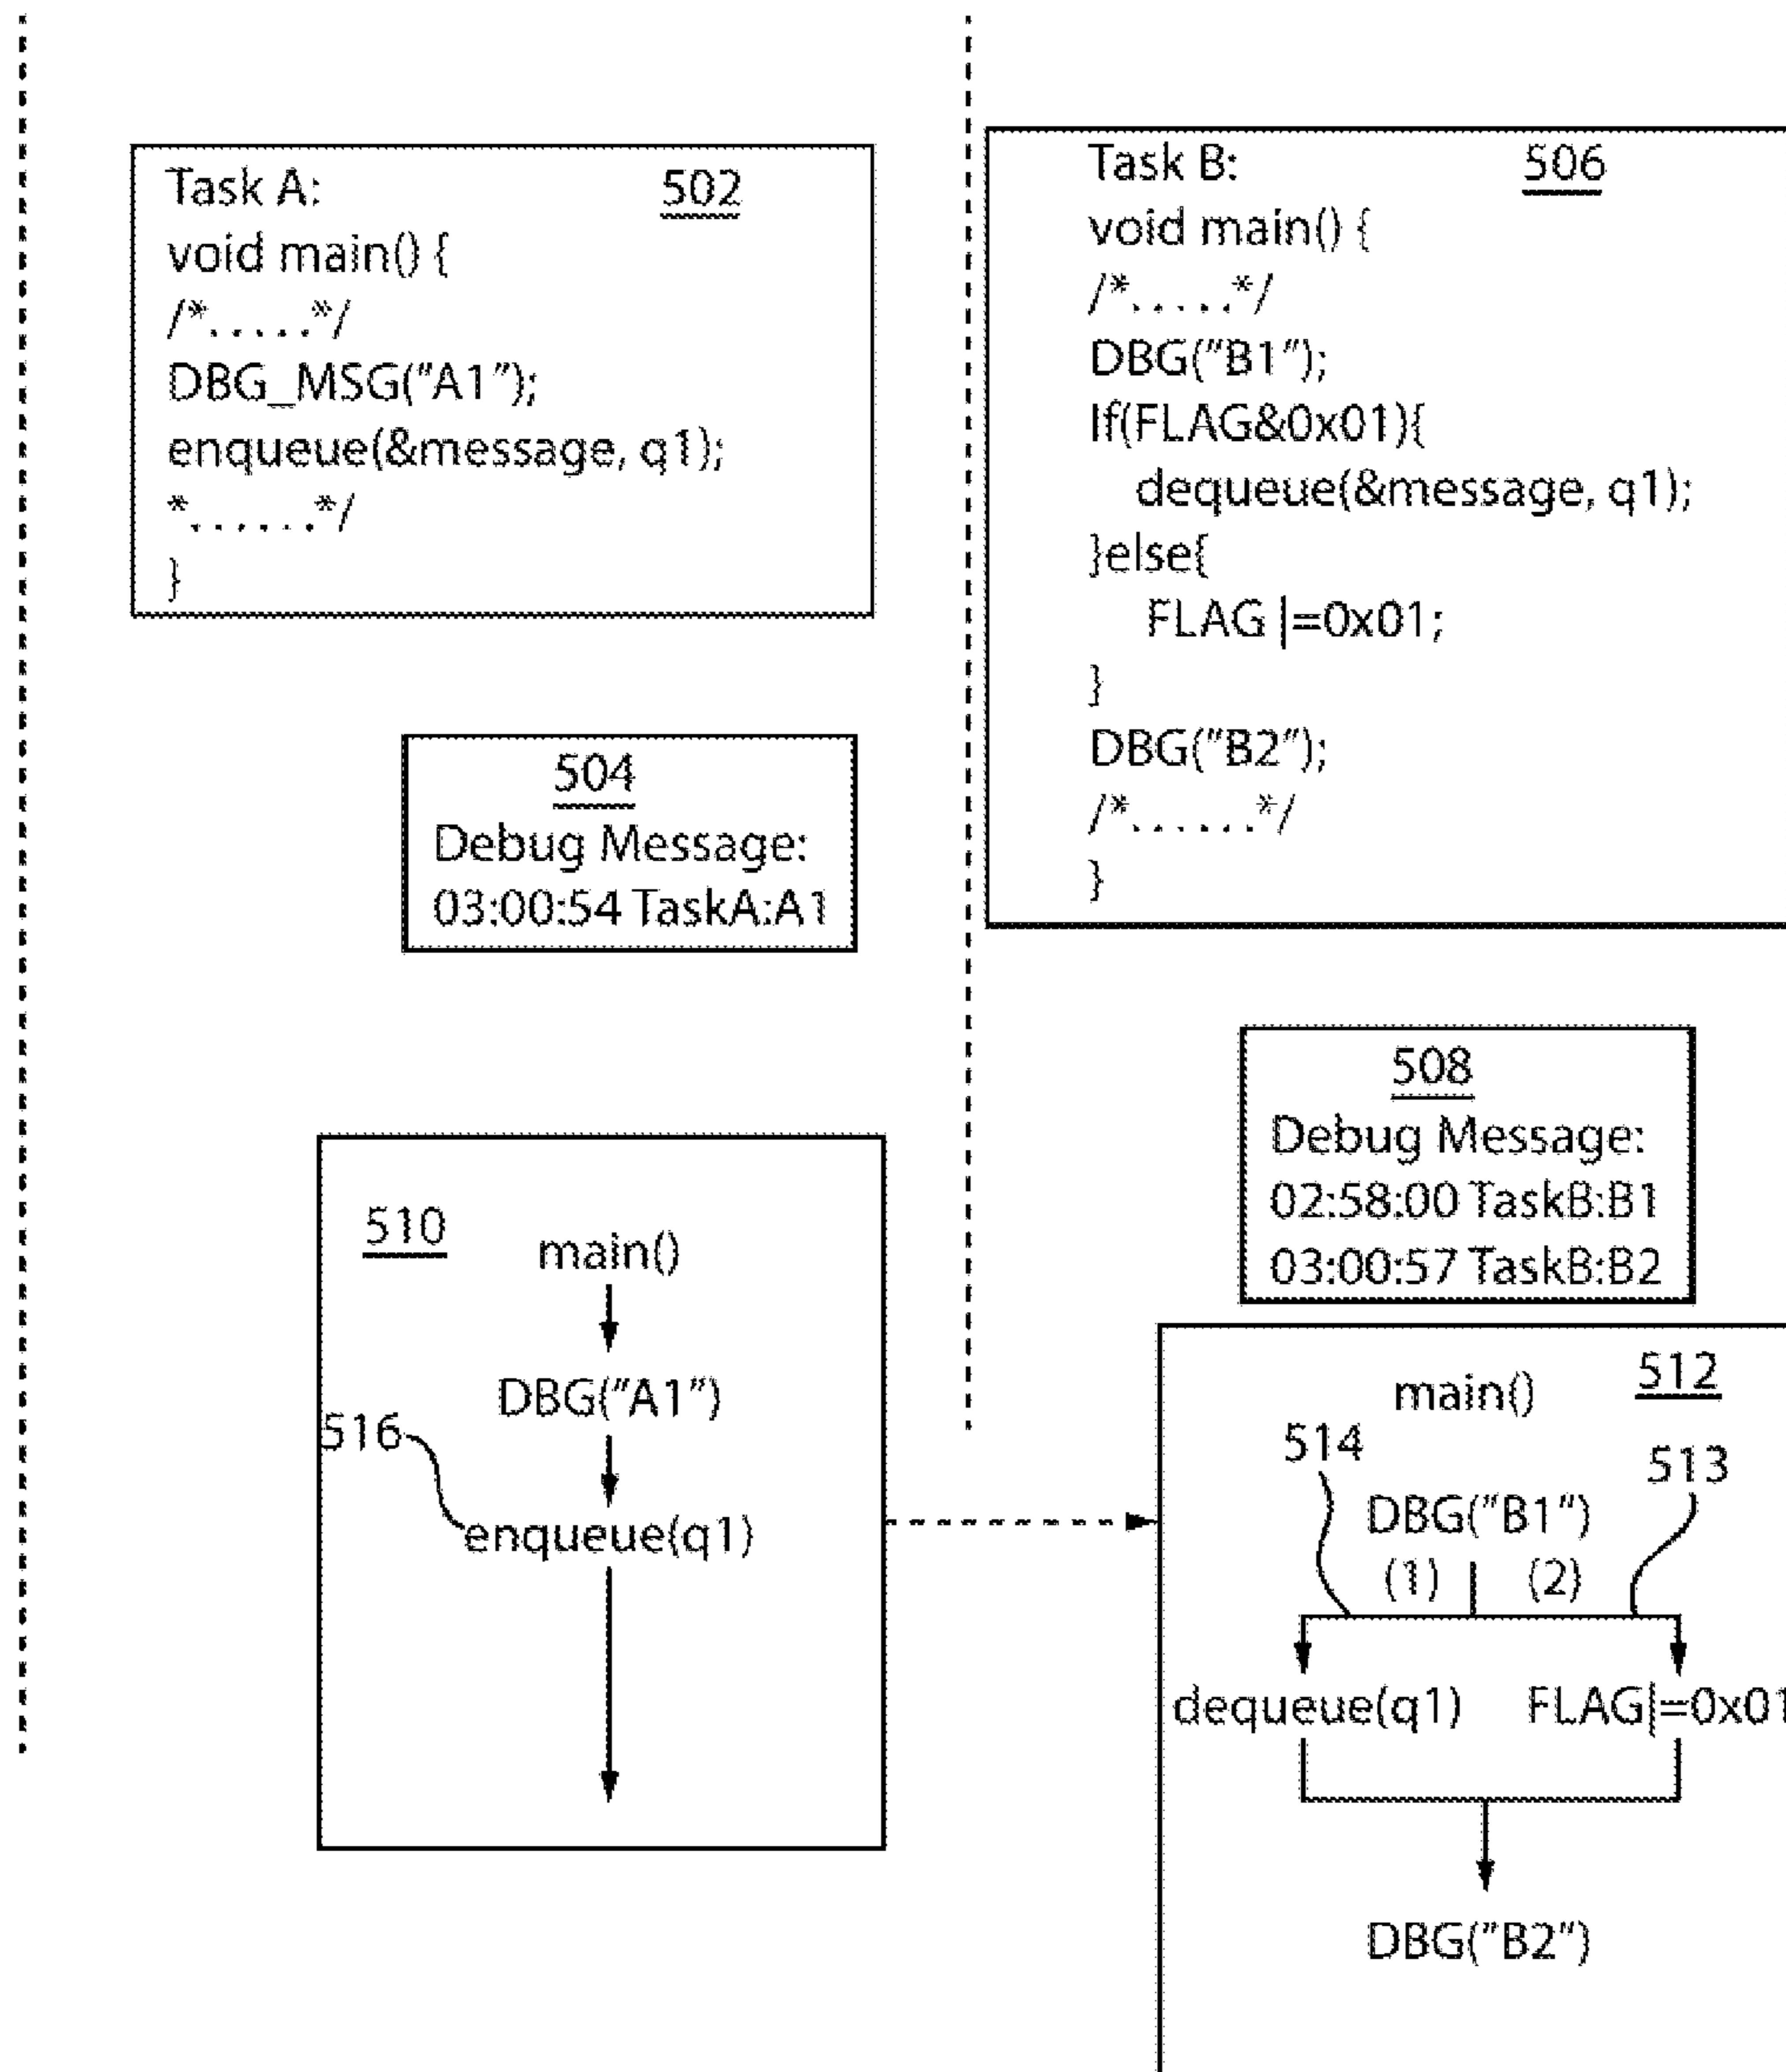 Task A: 502
void main() {
/*.....*/
DBG_MSG("A1");
enqueue(&message, q1);
*......*/
}
504
Debug Message:
03:00:54 TaskA:A1
510
main()
DBG("A1")
516
enqueue(q1)
Task B: 506
void main() {
/*.....*/
DBG("B1");
If(FLAG&0x01){
dequeue(&message, q1);
}else{
FLAG |=0x01;
}
DBG("B2");
/*......*/
}
508
Debug Message:
02:58:00 TaskB:B1
03:00:57 TaskB:B2
main() 512
514
513
DBG("B1")
(1) (2)
dequeue(q1) FLAG|=0x01
DBG("B2")